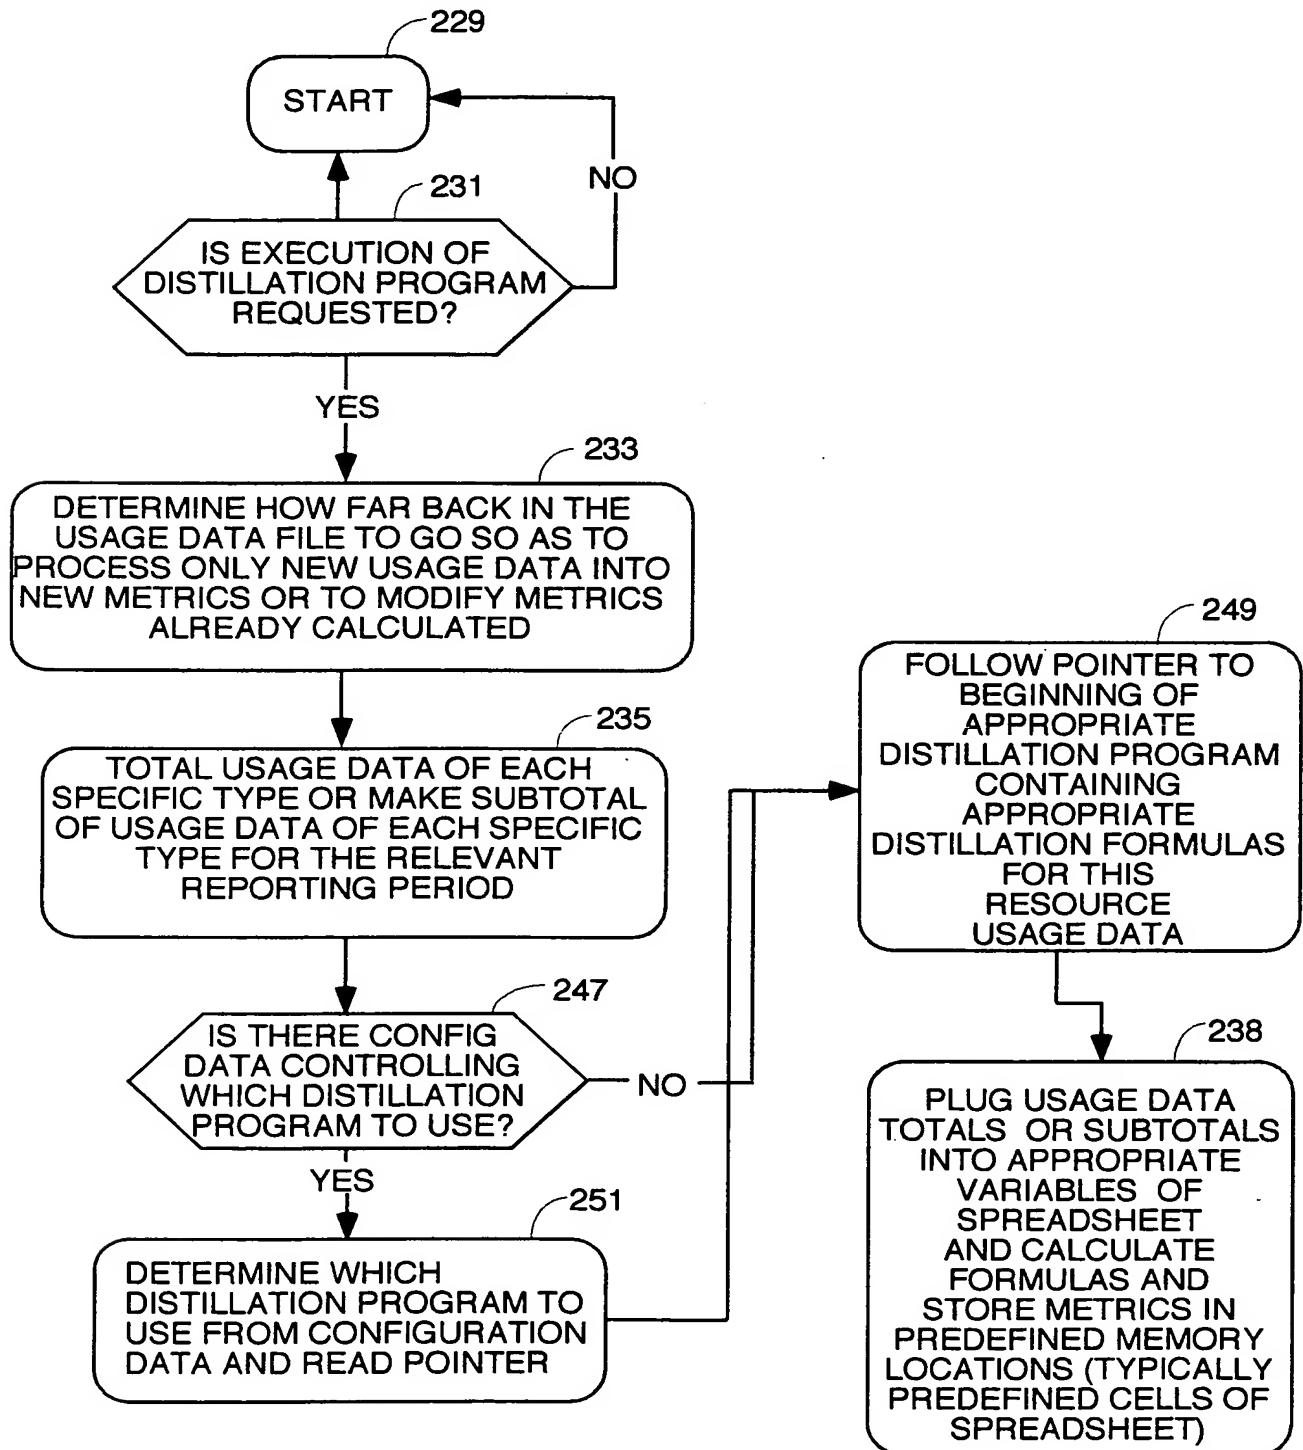 229
START
NO
231
IS EXECUTION OF
DISTILLATION PROGRAM
REQUESTED?
YES
233
DETERMINE HOW FAR BACK IN THE
USAGE DATA FILE TO GO SO AS TO
PROCESS ONLY NEW USAGE DATA INTO
NEW METRICS OR TO MODIFY METRICS
ALREADY CALCULATED
235
TOTAL USAGE DATA OF EACH
SPECIFIC TYPE OR MAKE SUBTOTAL
OF USAGE DATA OF EACH SPECIFIC
TYPE FOR THE RELEVANT
REPORTING PERIOD
247
IS THERE CONFIG
DATA CONTROLLING
WHICH DISTILLATION
PROGRAM TO USE?
NO
YES
251
DETERMINE WHICH
DISTILLATION PROGRAM TO
USE FROM CONFIGURATION
DATA AND READ POINTER
249
FOLLOW POINTER TO
BEGINNING OF
APPROPRIATE
DISTILLATION PROGRAM
CONTAINING
APPROPRIATE
DISTILLATION FORMULAS
FOR THIS
RESOURCE
USAGE DATA
238
PLUG USAGE DATA
TOTALS OR SUBTOTALS
INTO APPROPRIATE
VARIABLES OF
SPREADSHEET
AND CALCULATE
FORMULAS AND
STORE METRICS IN
PREDEFINED MEMORY
LOCATIONS (TYPICALLY
PREDEFINED CELLS OF
SPREADSHEET)